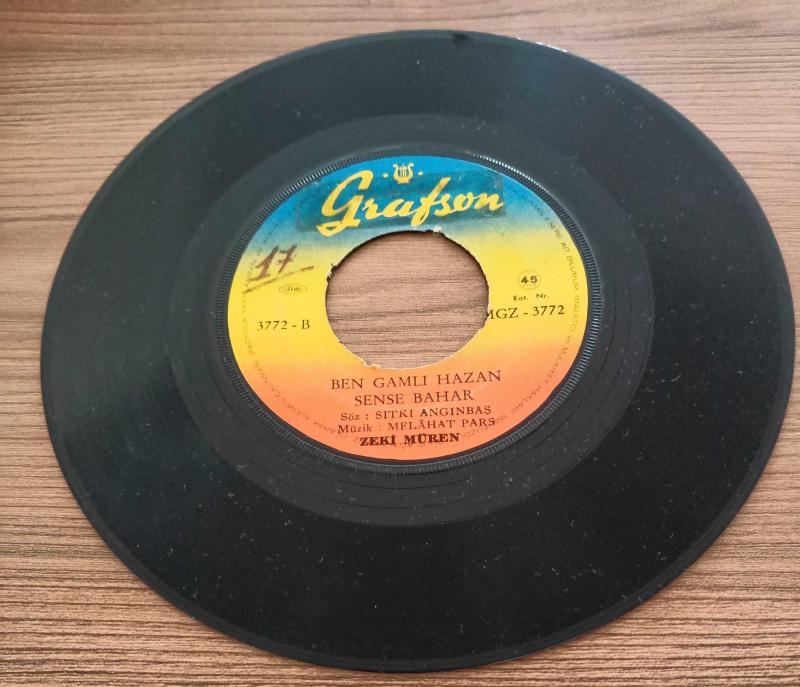 Grafson
17
45
Kat. Nr.
3772 - B
MGZ - 3772
BEN GAMLI HAZAN
SENSE BAHAR
Söz : SITKI ANGINBAŞ
Müzik : MELÂHAT PARS
ZEKİ MÜREN